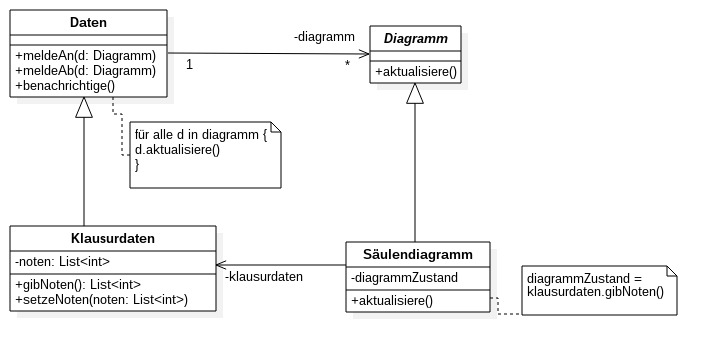 Daten
+meldeAn(d: Diagramm)
+meldeAb(d: Diagramm)
+benachrichtige()
-diagramm
1
*
Diagramm
+aktualisiere()
für alle d in diagramm {
d.aktualisiere()
}
Klausurdaten
-noten: List<int>
+gibNoten(): List<int>
+setzeNoten(noten: List<int>)
-klausurdaten
Säulendiagramm
-diagrammZustand
+aktualisiere()
diagrammZustand =
klausurdaten.gibNoten()